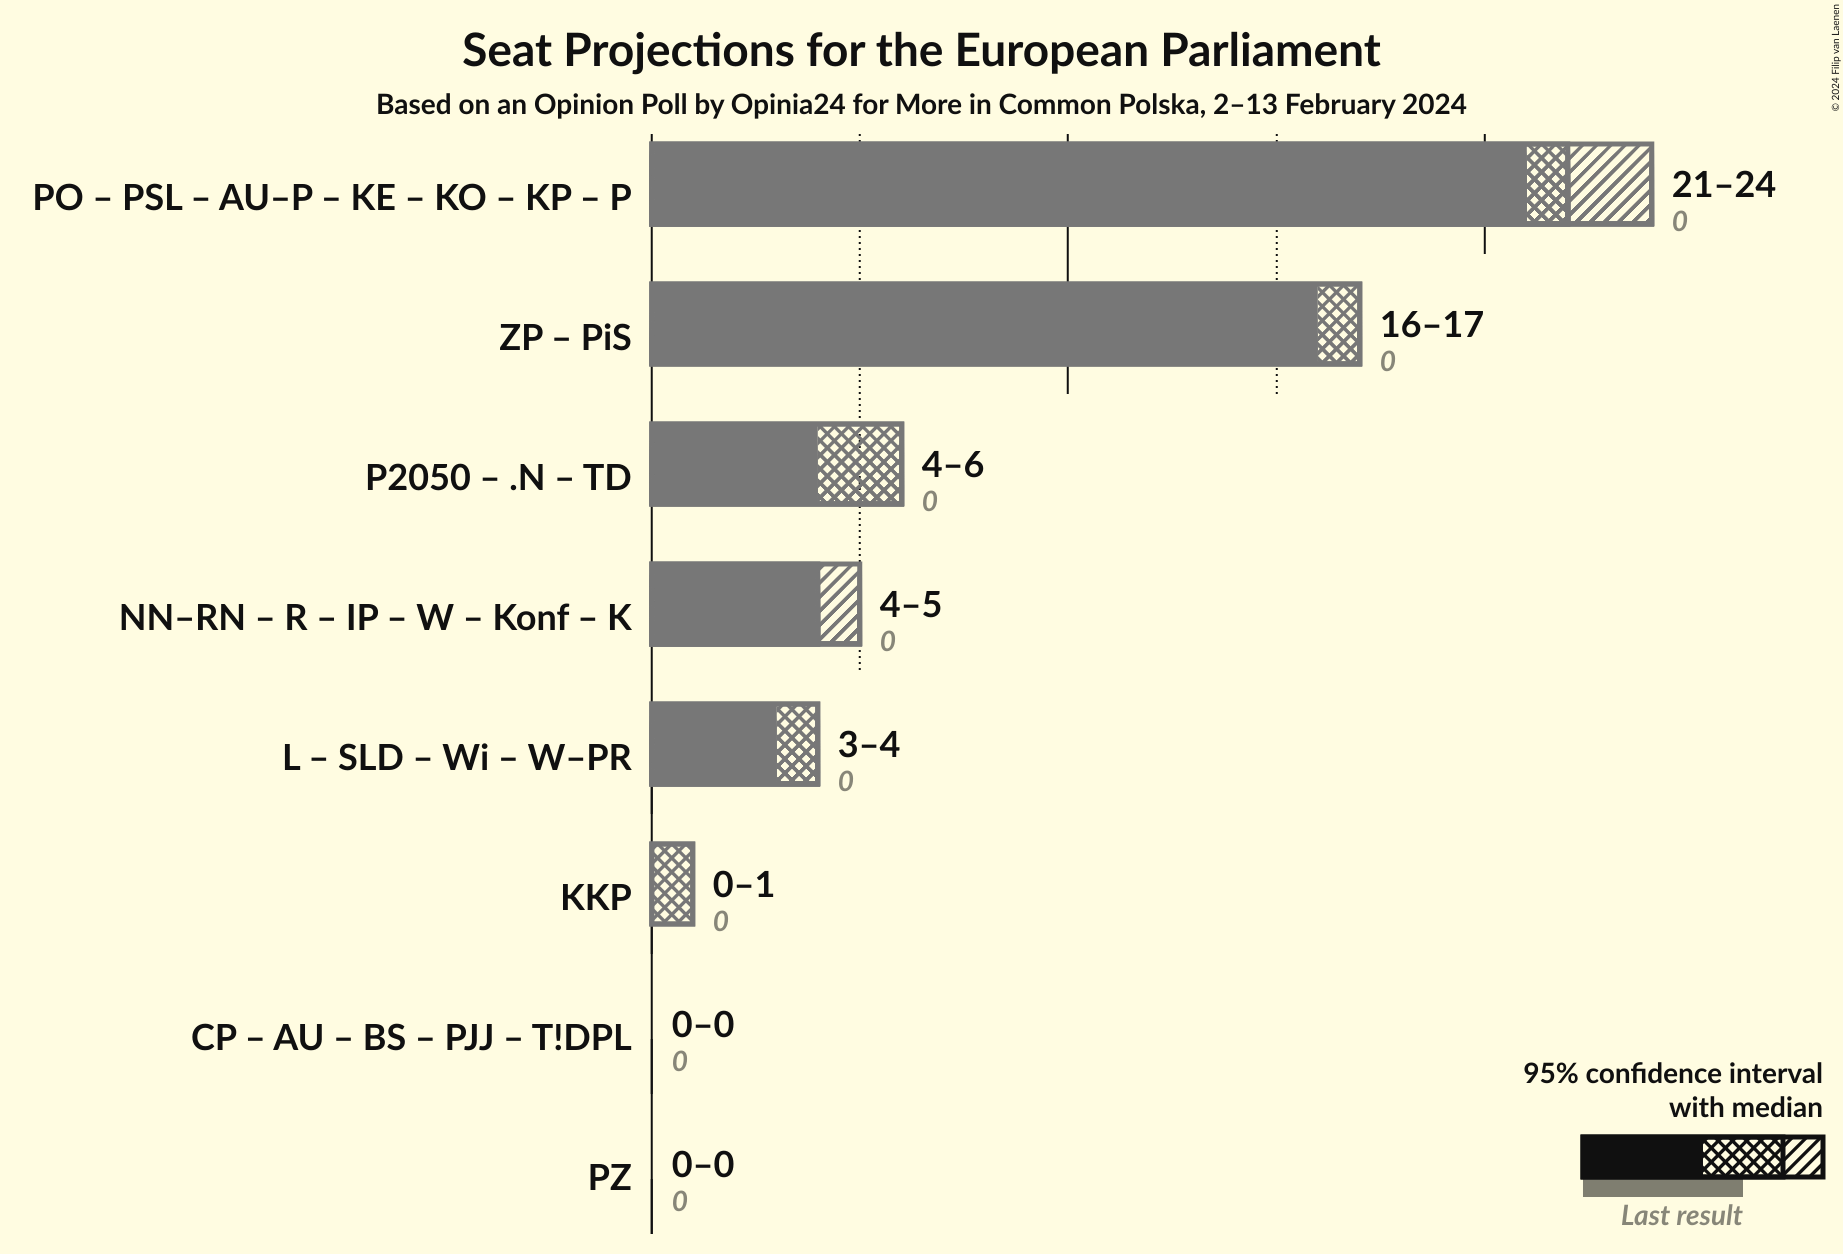 Seat Projections for the European Parliament
Based on an Opinion Poll by Opinia24 for More in Common Polska, 2–13 February 2024
© 2024 Filip van Laenen
PO – PSL – AU–P – KE – KO – KP – P
21–24
0
ZP – PiS
16–17
0
P2050 – .N – TD
4–6
0
NN–RN – R – IP – W – Konf – K
4–5
0
L – SLD – Wi – W–PR
3–4
0
KKP
0–1
0
CP – AU – BS – PJJ – T!DPL
0–0
0
PZ
0–0
0
95% confidence interval
with median
Last result